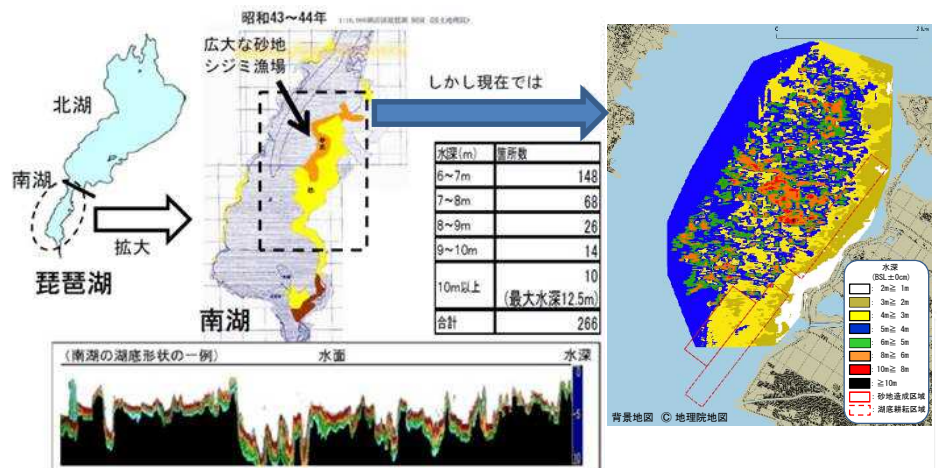 昭和43~44年
広大な砂地
シジミ漁場
北湖
南湖
拡大
琵琶湖
南湖
しかし現在では
水深(m) 箇所数
6~7m 148
7~8m 68
8~9m 26
9~10m 14
10m以上 10
(最大水深12.5m)
合計 266
(南湖の湖底形状の一例) 水面 水深
0
2 km
水深
(BSL±0cm)
: 2m≧ 1m
: 3m≧ 2m
: 4m≧ 3m
: 5m≧ 4m
: 6m≧ 5m
: 8m≧ 6m
: 10m≧ 8m
: ≧10m
: 砂地造成区域
: 湖底耕耘区域
背景地図 © 地理院地図